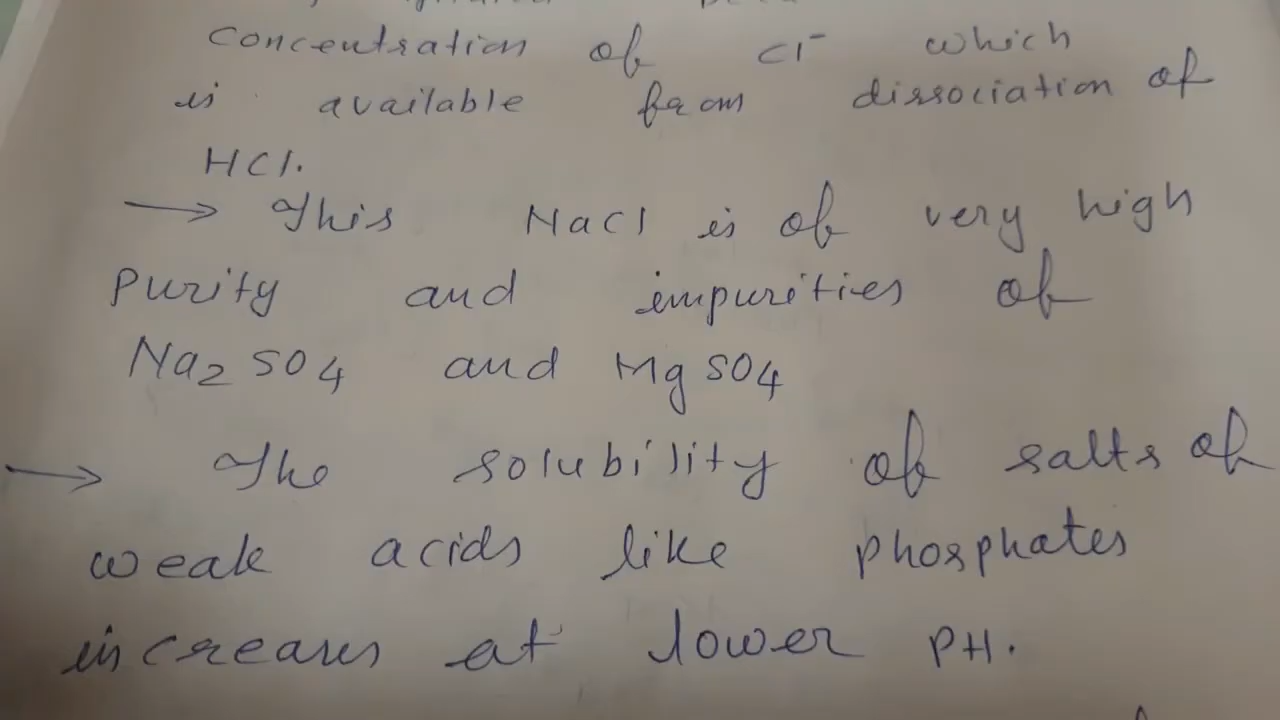 concentration of Cl⁻ which
is available from dissociation of
HCl.
→ This NaCl is of very high
purity and impurities of
Na2SO4 and MgSO4
→ The solubility of salts of
weak acids like phosphates
increases at lower pH.